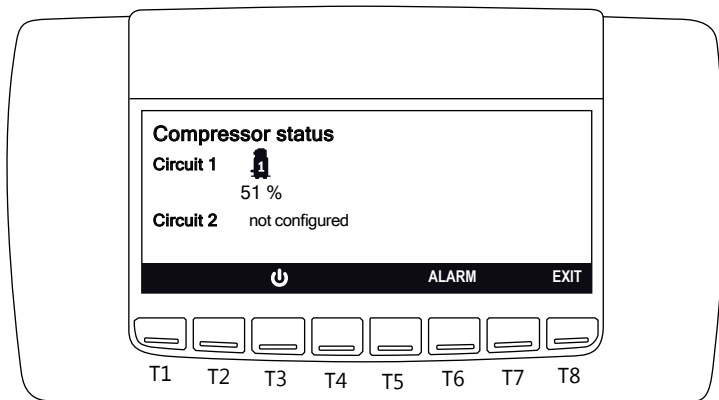 Compressor status
Circuit 1 1
51 %
Circuit 2 not configured
ALARM EXIT
T1 T2 T3 T4 T5 T6 T7 T8